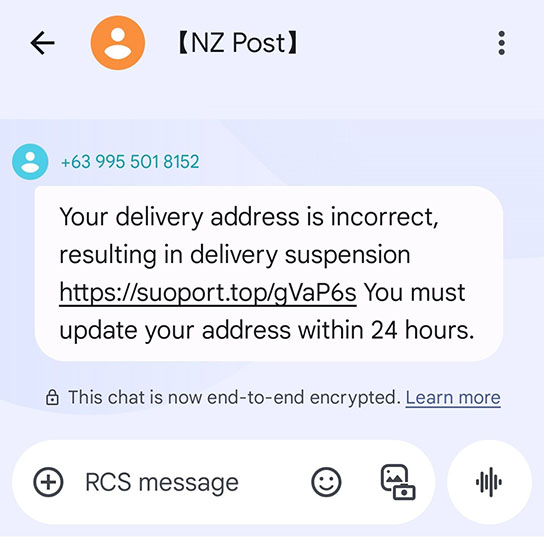 【NZ Post】
+63 995 501 8152
Your delivery address is incorrect,
resulting in delivery suspension
https://suoport.top/gVaP6s You must
update your address within 24 hours.
This chat is now end-to-end encrypted. Learn more
RCS message